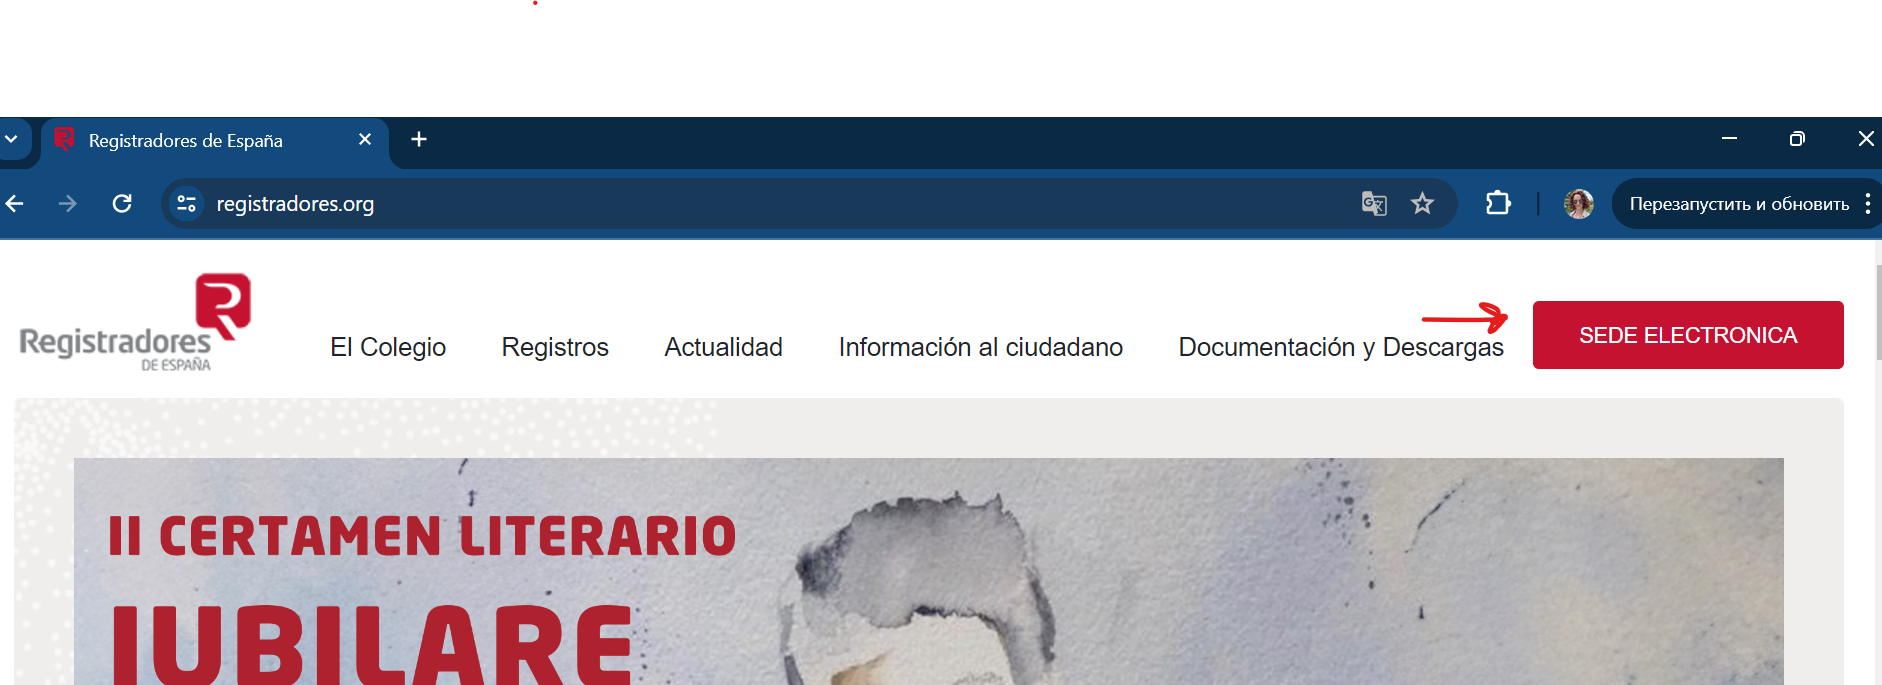 Registradores de España
registradores.org
Перезапустить и обновить
Registradores
DE ESPAÑA
El Colegio
Registros
Actualidad
Información al ciudadano
Documentación y Descargas
SEDE ELECTRONICA
II CERTAMEN LITERARIO
IUBILARE